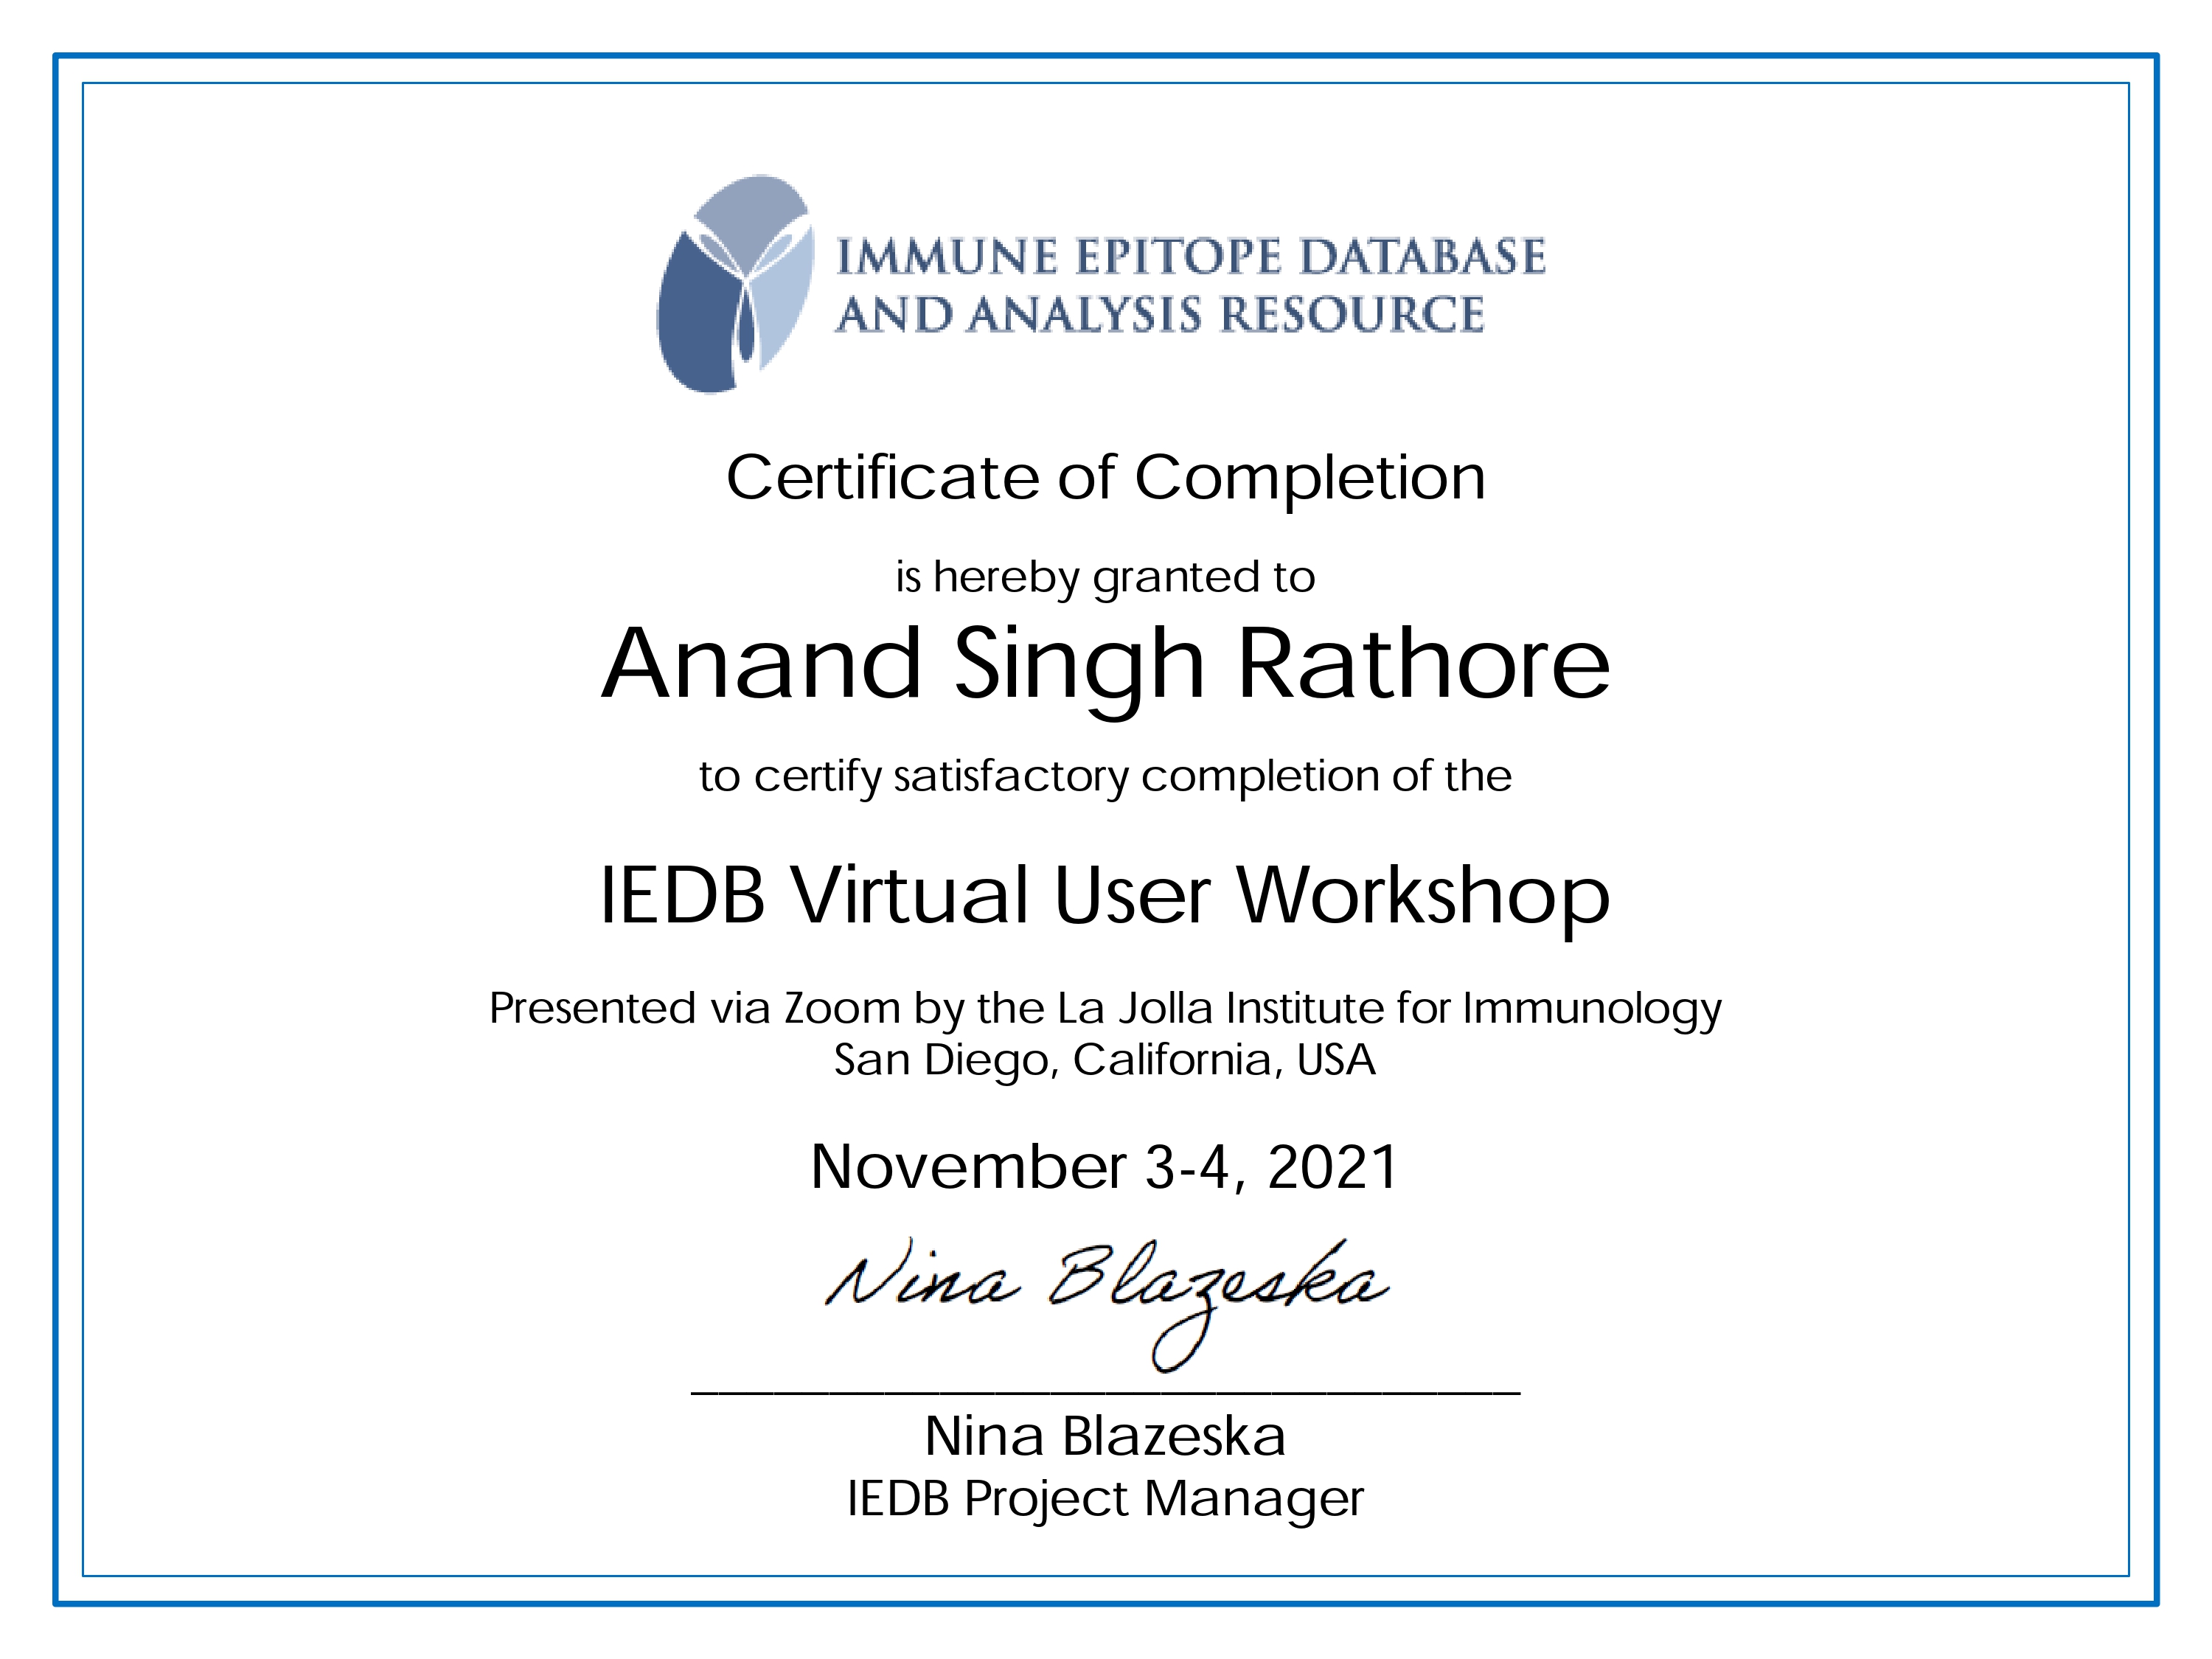 IMMUNE EPITOPE DATABASE
AND ANALYSIS RESOURCE
Certificate of Completion
is hereby granted to
Anand Singh Rathore
to certify satisfactory completion of the
IEDB Virtual User Workshop
Presented via Zoom by the La Jolla Institute for Immunology
San Diego, California, USA
November 3-4, 2021
Nina Blazeska
Nina Blazeska
IEDB Project Manager